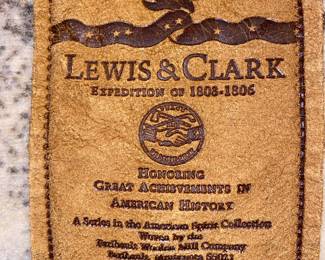 LEWIS & CLARK
EXPEDITION OF 1803-1806
HONORING
GREAT ACHIEVEMENTS IN
AMERICAN HISTORY
A Series in the American Spirit Collection
Woven by the
Faribault Woolen Mill Company
Faribault, Minnesota 55021